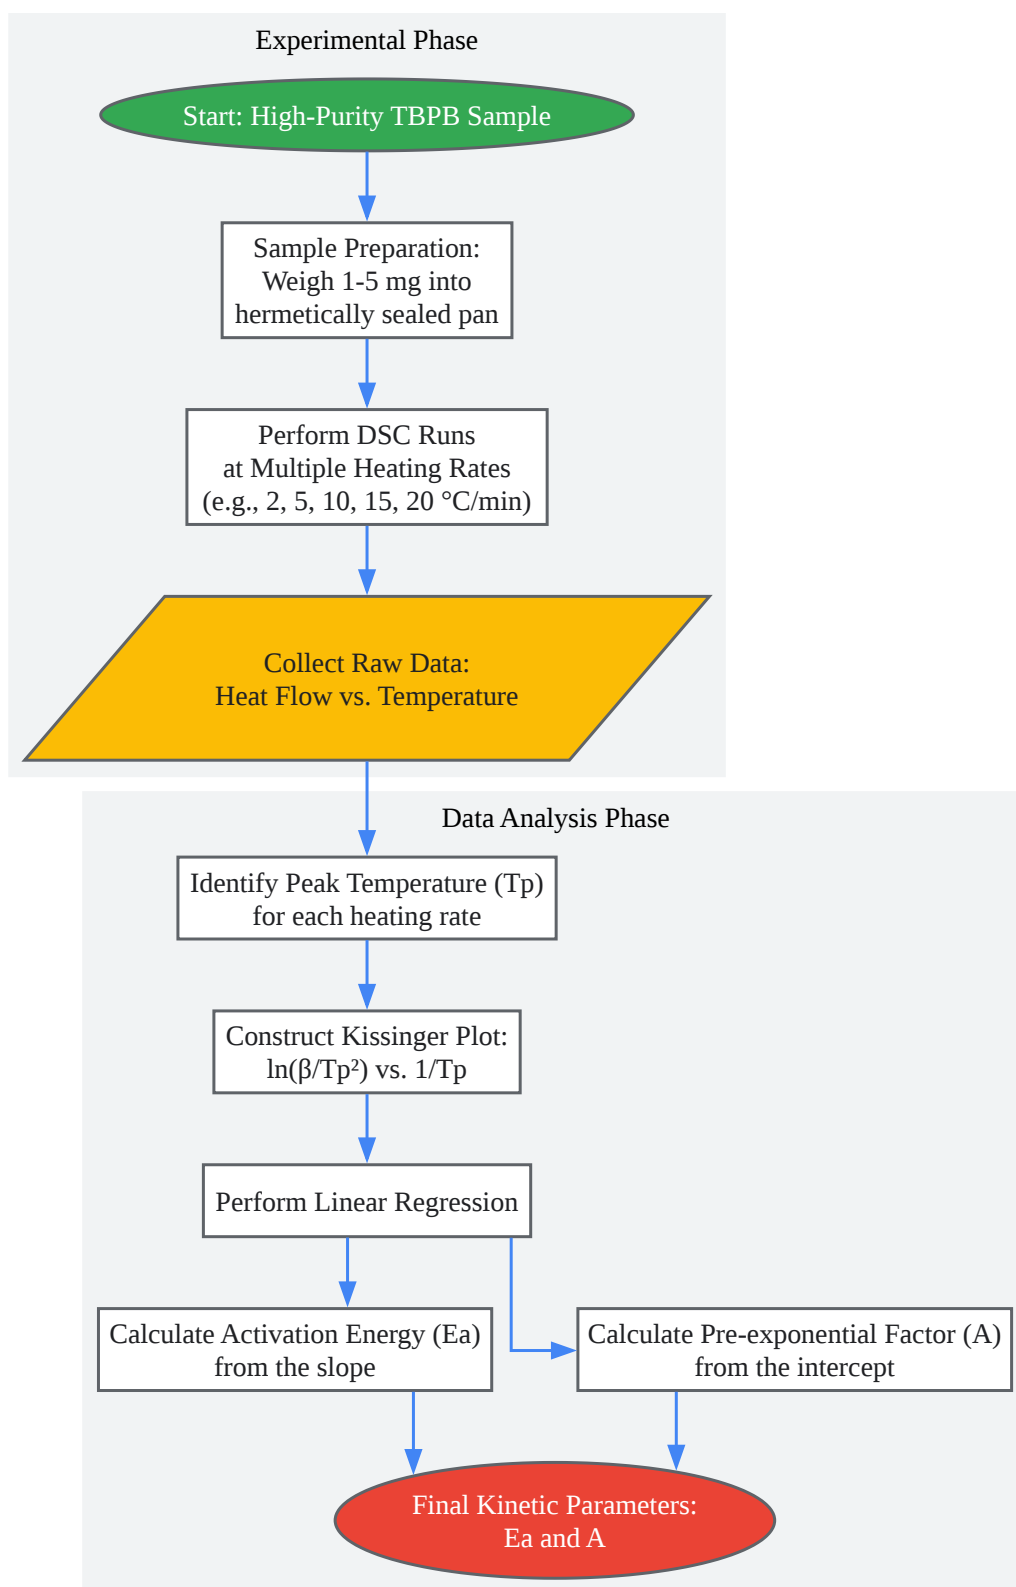 Experimental Phase
Start: High-Purity TBPB Sample
Sample Preparation:
Weigh 1-5 mg into
hermetically sealed pan
Perform DSC Runs
at Multiple Heating Rates
(e.g., 2, 5, 10, 15, 20 °C/min)
Collect Raw Data:
Heat Flow vs. Temperature
Data Analysis Phase
Identify Peak Temperature (Tp)
for each heating rate
Construct Kissinger Plot:
ln(β/Tp²) vs. 1/Tp
Perform Linear Regression
Calculate Activation Energy (Ea)
from the slope
Calculate Pre-exponential Factor (A)
from the intercept
Final Kinetic Parameters:
Ea and A